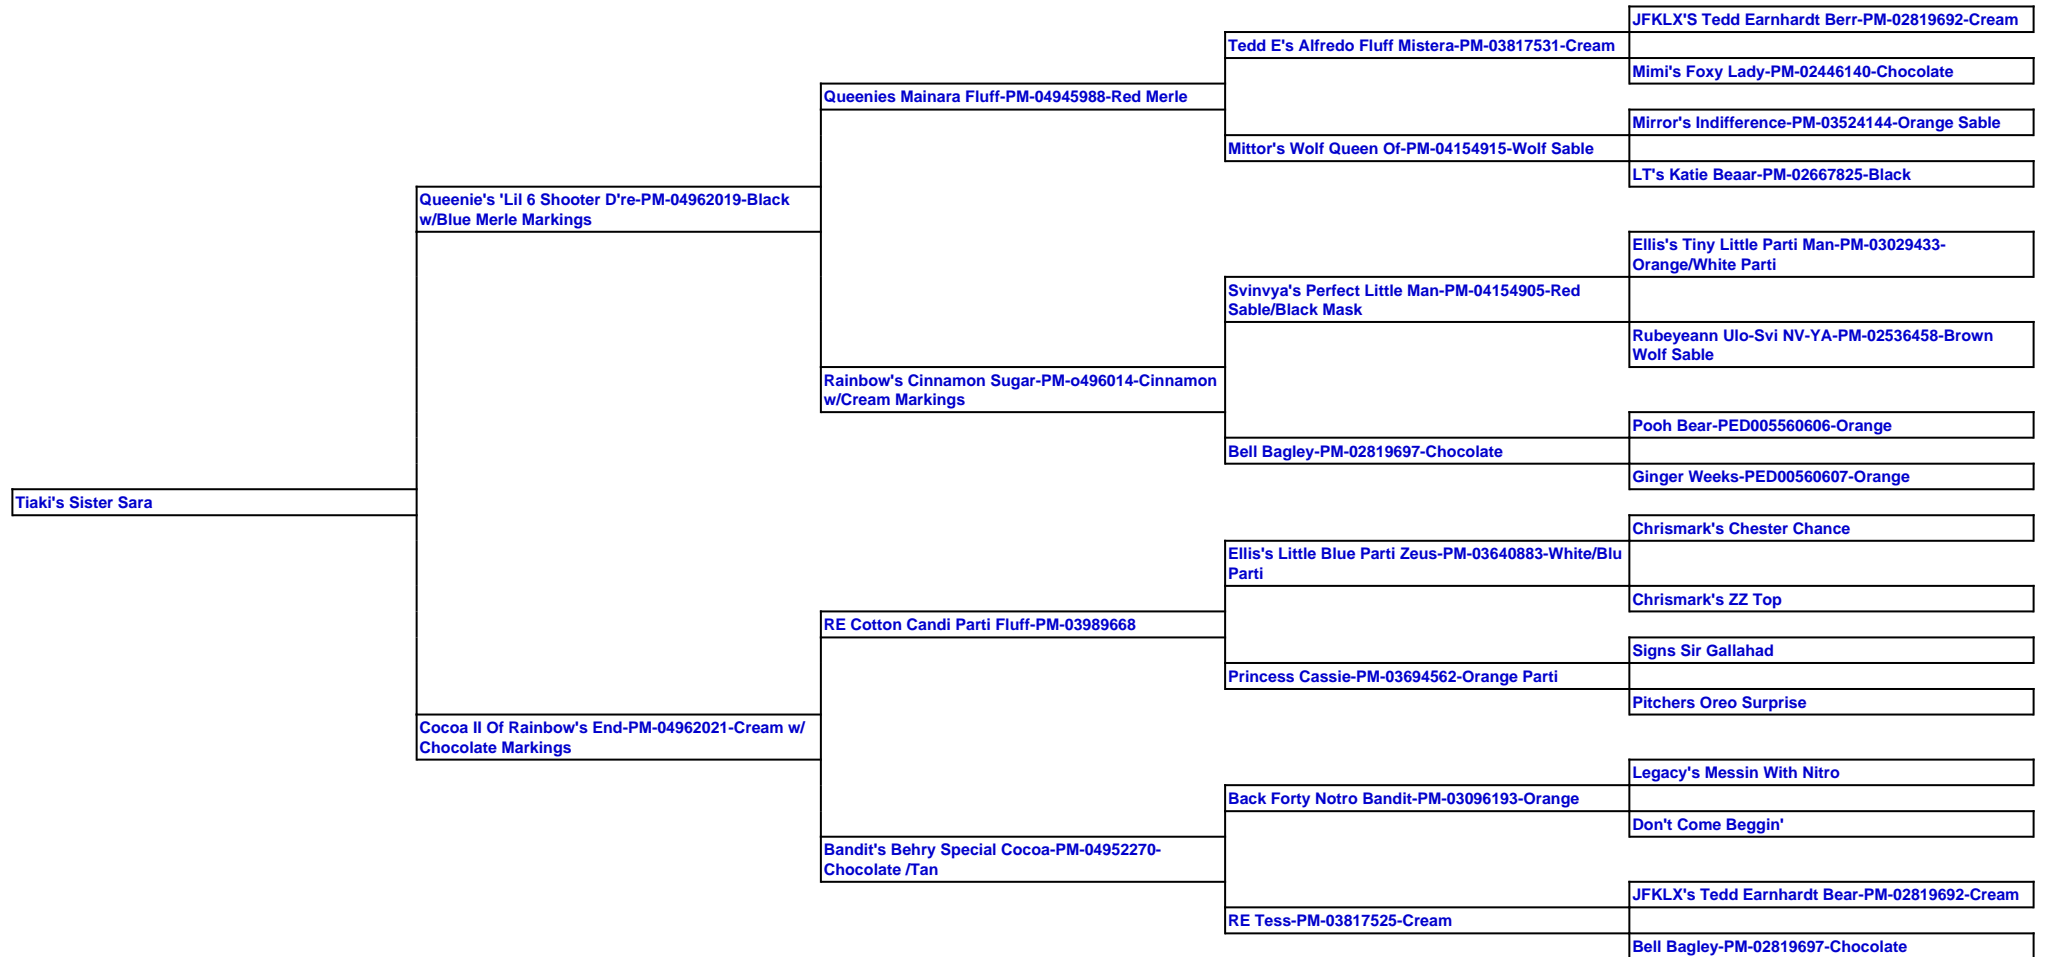 JFKLX'S Tedd Earnhardt Berr-PM-02819692-Cream
Tedd E's Alfredo Fluff Mistera-PM-03817531-Cream
Mimi's Foxy Lady-PM-02446140-Chocolate
Queenies Mainara Fluff-PM-04945988-Red Merle
Mirror's Indifference-PM-03524144-Orange Sable
Mittor's Wolf Queen Of-PM-04154915-Wolf Sable
LT's Katie Beaar-PM-02667825-Black
Queenie's 'Lil 6 Shooter D're-PM-04962019-Black
w/Blue Merle Markings
Ellis's Tiny Little Parti Man-PM-03029433-
Orange/White Parti
Svinvya's Perfect Little Man-PM-04154905-Red
Sable/Black Mask
Rubeyeann Ulo-Svi NV-YA-PM-02536458-Brown
Wolf Sable
Rainbow's Cinnamon Sugar-PM-o496014-Cinnamon
w/Cream Markings
Pooh Bear-PED005560606-Orange
Bell Bagley-PM-02819697-Chocolate
Ginger Weeks-PED00560607-Orange
Tiaki's Sister Sara
Chrismark's Chester Chance
Ellis's Little Blue Parti Zeus-PM-03640883-White/Blu
Parti
Chrismark's ZZ Top
RE Cotton Candi Parti Fluff-PM-03989668
Signs Sir Gallahad
Princess Cassie-PM-03694562-Orange Parti
Pitchers Oreo Surprise
Cocoa II Of Rainbow's End-PM-04962021-Cream w/
Chocolate Markings
Legacy's Messin With Nitro
Back Forty Notro Bandit-PM-03096193-Orange
Don't Come Beggin'
Bandit's Behry Special Cocoa-PM-04952270-
Chocolate /Tan
JFKLX's Tedd Earnhardt Bear-PM-02819692-Cream
RE Tess-PM-03817525-Cream
Bell Bagley-PM-02819697-Chocolate